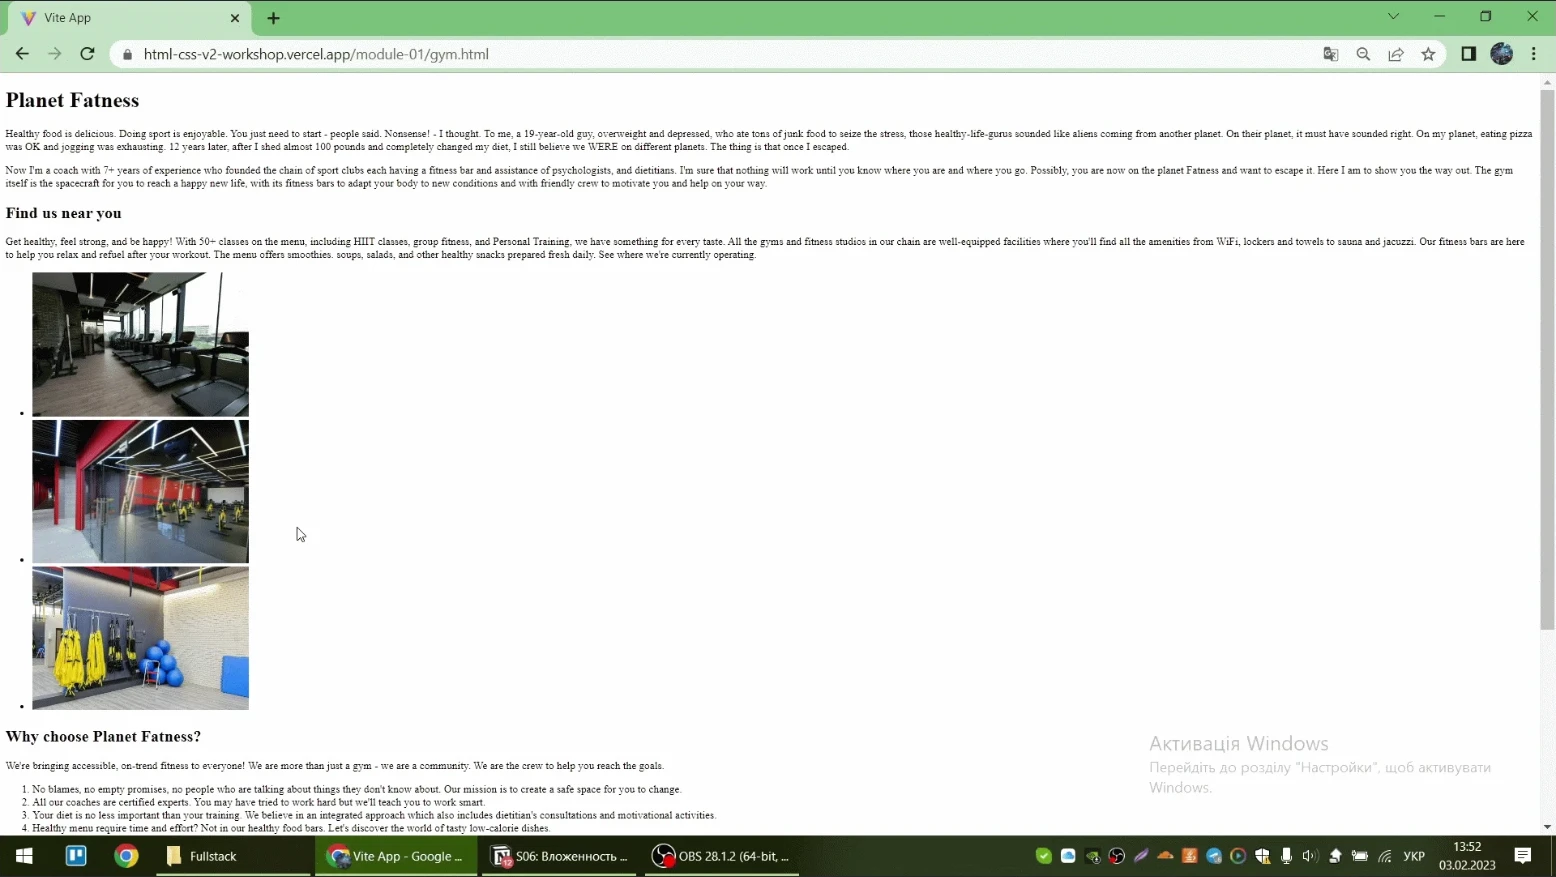 Vite App
html-css-v2-workshop.vercel.app/module-01/gym.html
Planet Fatness
Healthy food is delicious. Doing sport is enjoyable. You just need to start - people said. Nonsense! - I thought. To me, a 19-year-old guy, overweight and depressed, who ate tons of junk food to seize the stress, those healthy-life-gurus sounded like aliens coming from another planet. On their planet, it must have sounded right. On my planet, eating pizza
was OK and jogging was exhausting. 12 years later, after I shed almost 100 pounds and completely changed my diet, I still believe we WERE on different planets. The thing is that once I escaped.
Now I'm a coach with 7+ years of experience who founded the chain of sport clubs each having a fitness bar and assistance of psychologists, and dietitians. I'm sure that nothing will work until you know where you are and where you go. Possibly, you are now on the planet Fatness and want to escape it. Here I am to show you the way out. The gym
itself is the spacecraft for you to reach a happy new life, with its fitness bars to adapt your body to new conditions and with friendly crew to motivate you and help on your way.
Find us near you
Get healthy, feel strong, and be happy! With 50+ classes on the menu, including HIIT classes, group fitness, and Personal Training, we have something for every taste. All the gyms and fitness studios in our chain are well-equipped facilities where you'll find all the amenities from WiFi, lockers and towels to sauna and jacuzzi. Our fitness bars are here
to help you relax and refuel after your workout. The menu offers smoothies. soups, salads, and other healthy snacks prepared fresh daily. See where we're currently operating.
Why choose Planet Fatness?
We're bringing accessible, on-trend fitness to everyone! We are more than just a gym - we are a community. We are the crew to help you reach the goals.
1. No blames, no empty promises, no people who are talking about things they don't know about. Our mission is to create a safe space for you to change.
2. All our coaches are certified experts. You may have tried to work hard but we'll teach you to work smart.
3. Your diet is no less important than your training. We believe in an integrated approach which also includes dietitian's consultations and motivational activities.
4. Healthy menu require time and effort? Not in our healthy food bars. Let's discover the world of tasty low-calorie dishes.
Активація Windows
Перейдіть до розділу "Настройки", щоб активувати
Windows.
Fullstack
Vite App - Google ...
12
S06: Вложенность ...
OBS 28.1.2 (64-bit, ...
УКР
13:52
03.02.2023